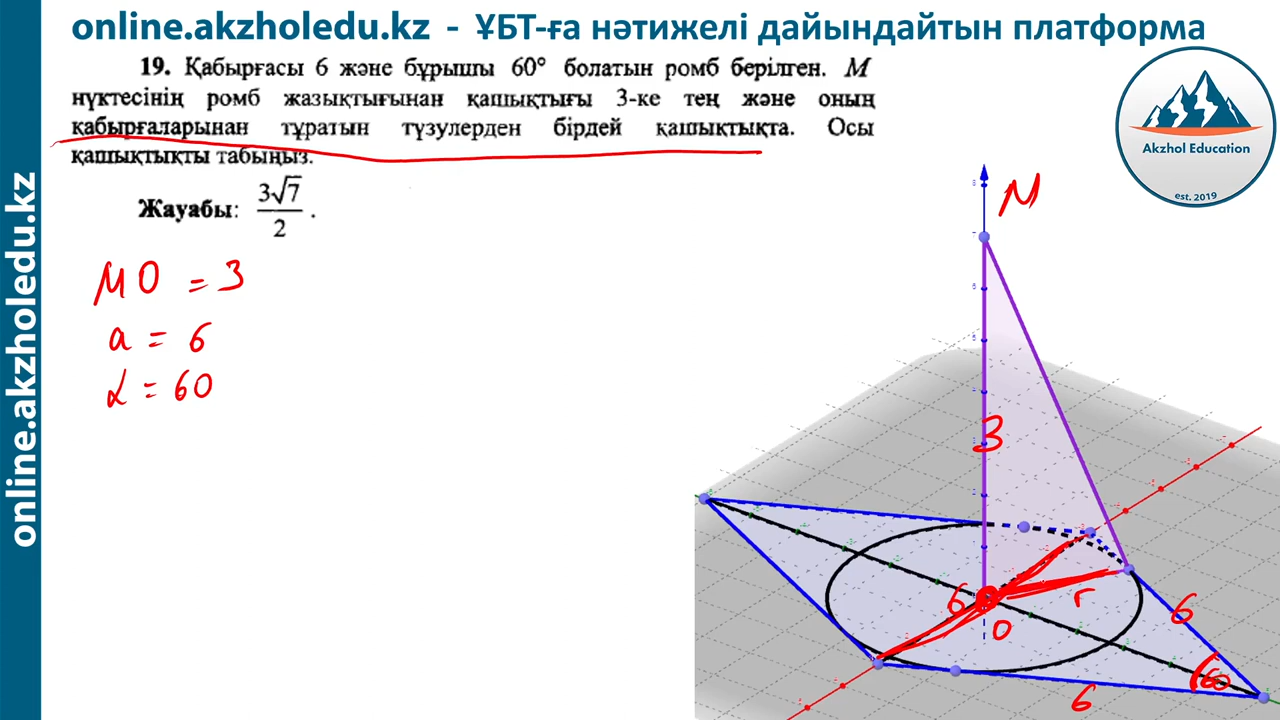 online.akzholedu.kz - ҰБТ-ға нәтижелі дайындайтын платформа
19. Қабырғасы 6 және бұрышы 60° болатын ромб берілген. M
нүктесінің ромб жазықтығынан қашықтығы 3-ке тең және оның
қабырғаларынан тұратын түзулерден бірдей қашықтықта. Осы
қашықтықты табыңыз.
Жауабы: 3√7/2.
MO = 3
a = 6
α = 60
M
3
6
r
O
6
60
6
Akzhol Education
est. 2019
online.akzholedu.kz